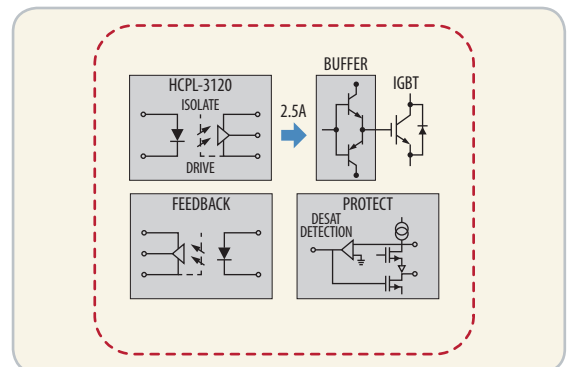 HCPL-3120
ISOLATE
DRIVE
2.5A
BUFFER
IGBT
FEEDBACK
PROTECT
DESAT
DETECTION